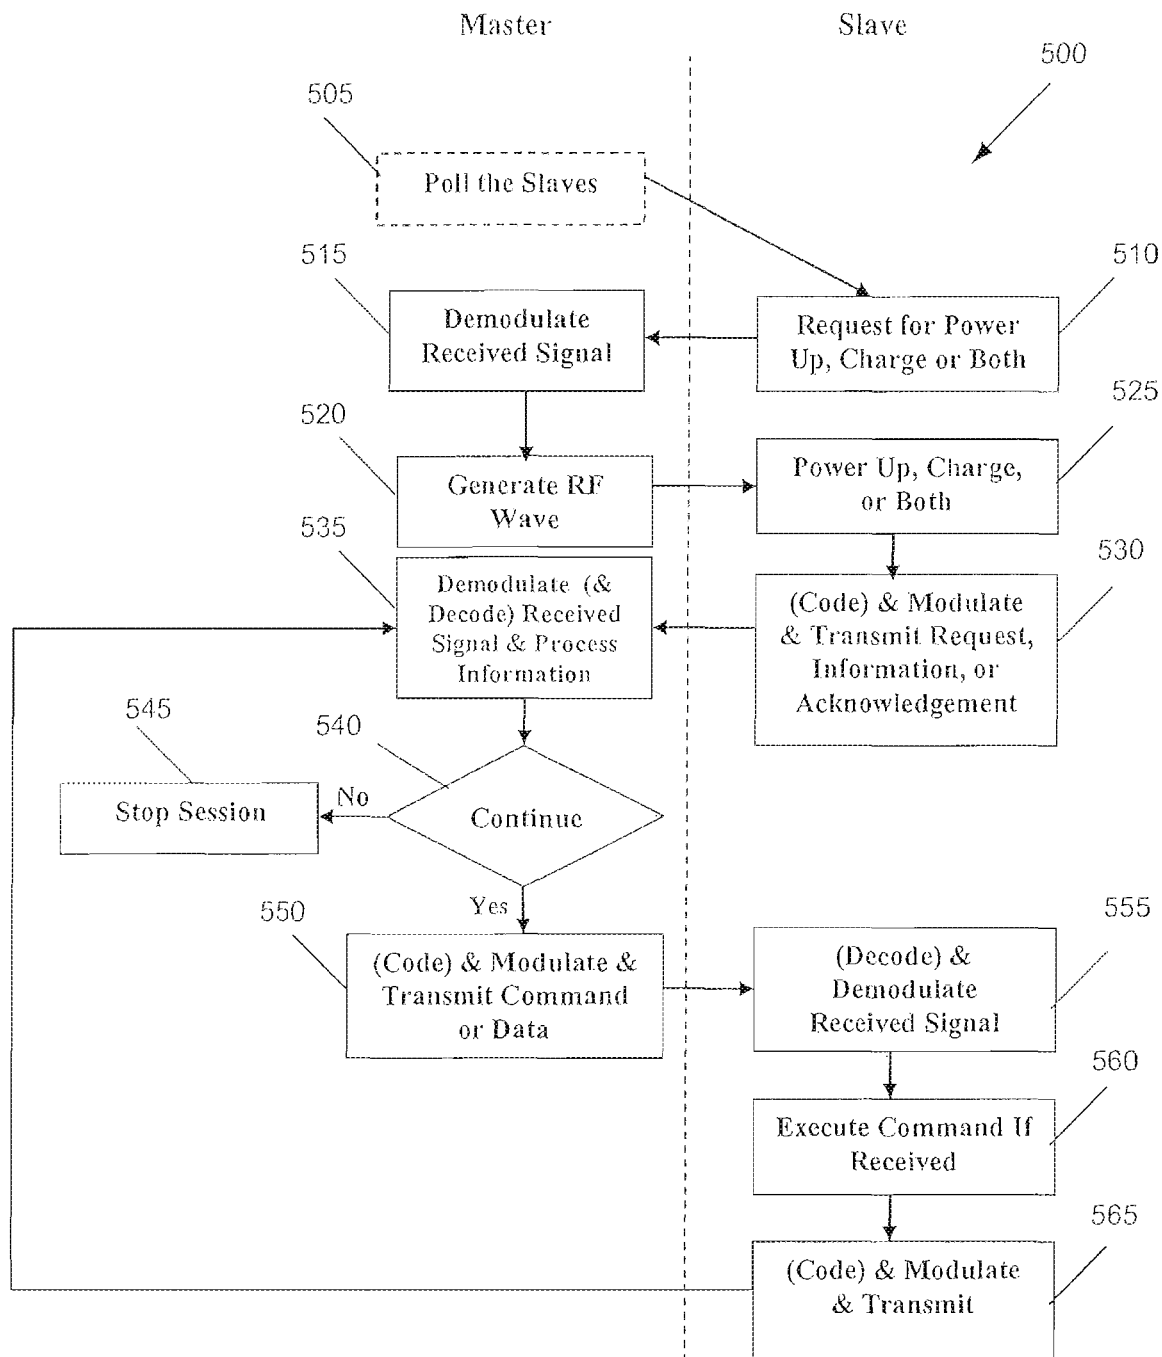 Master
Slave
500
505
Poll the Slaves
515
510
Demodulate
Received Signal
Request for Power
Up, Charge or Both
520
525
Generate RF
Wave
Power Up, Charge,
or Both
535
530
Demodulate (&
Decode) Received
Signal & Process
Information
(Code) & Modulate
& Transmit Request,
Information, or
Acknowledgement
545
540
Stop Session
No
Continue
Yes
550
555
(Code) & Modulate &
Transmit Command
or Data
(Decode) &
Demodulate
Received Signal
560
Execute Command If
Received
565
(Code) & Modulate
& Transmit